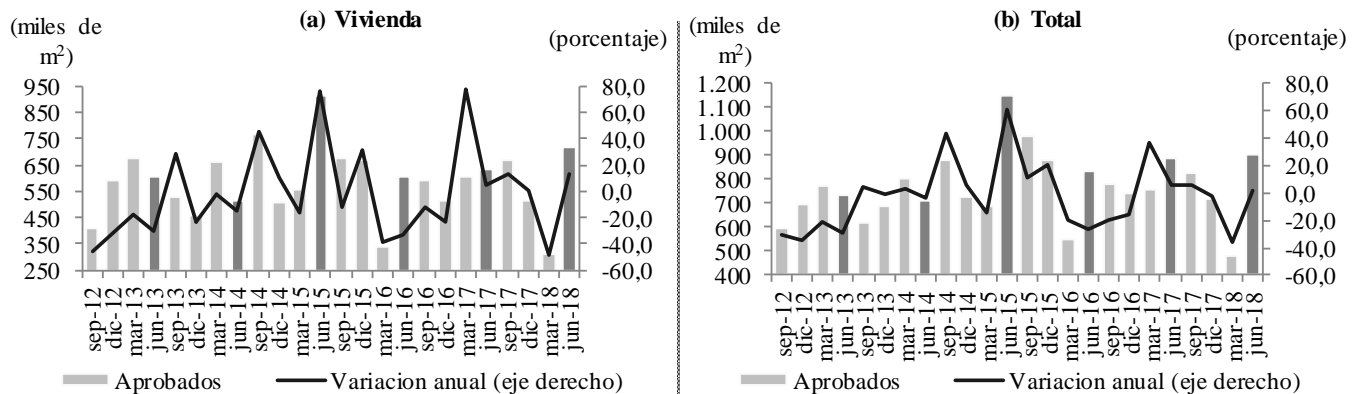 (a) Vivienda
(miles de
m²)
(porcentaje)
950
850
750
650
550
450
350
250
80,0
60,0
40,0
20,0
0,0
-20,0
-40,0
-60,0
sep-12
dic-12
mar-13
jun-13
sep-13
dic-13
mar-14
jun-14
sep-14
dic-14
mar-15
jun-15
sep-15
dic-15
mar-16
jun-16
sep-16
dic-16
mar-17
jun-17
sep-17
dic-17
mar-18
jun-18
Aprobados
Variacion anual (eje derecho)
(b) Total
(miles de
m²)
(porcentaje)
1.200
1.100
1.000
900
800
700
600
500
400
80,0
60,0
40,0
20,0
0,0
-20,0
-40,0
-60,0
sep-12
dic-12
mar-13
jun-13
sep-13
dic-13
mar-14
jun-14
sep-14
dic-14
mar-15
jun-15
sep-15
dic-15
mar-16
jun-16
sep-16
dic-16
mar-17
jun-17
sep-17
dic-17
mar-18
jun-18
Aprobados
Variacion anual (eje derecho)